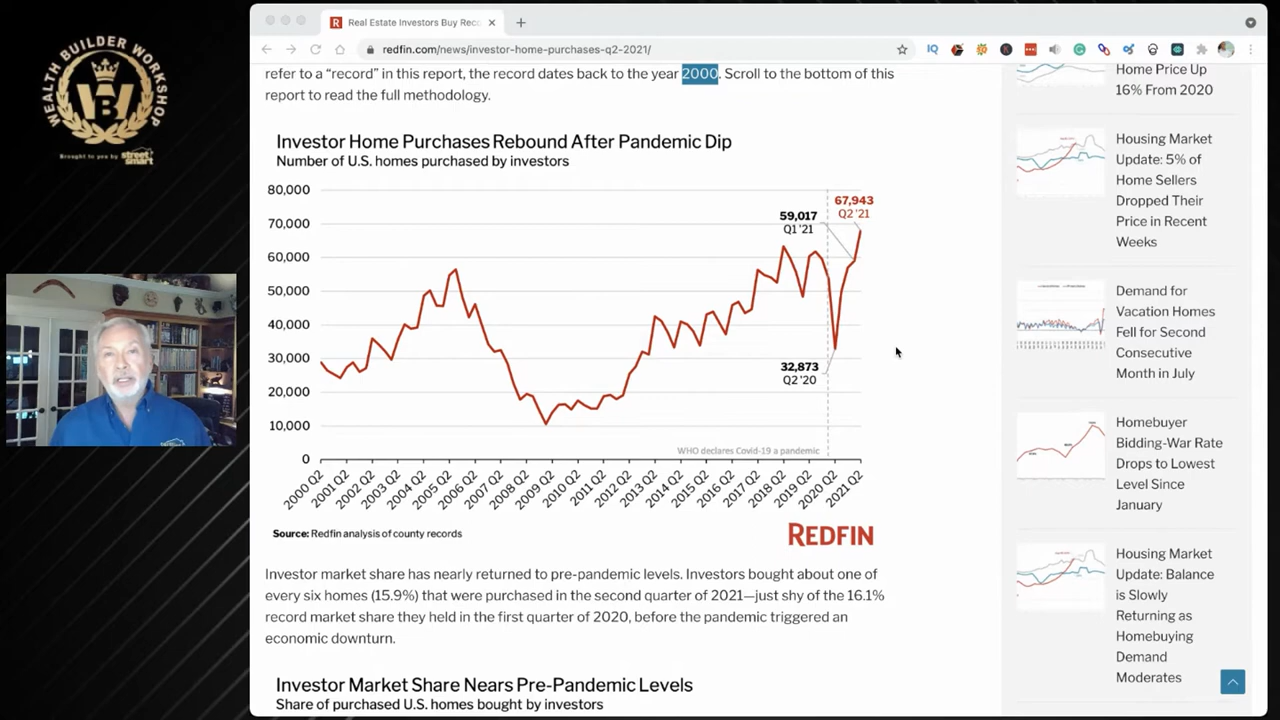 WEALTH BUILDER WORKSHOP
WB
Brought to you by street smart
Real Estate Investors Buy Reco
redfin.com/news/investor-home-purchases-q2-2021/
refer to a “record” in this report, the record dates back to the year 2000. Scroll to the bottom of this
report to read the full methodology.
Investor Home Purchases Rebound After Pandemic Dip
Number of U.S. homes purchased by investors
80,000
70,000
60,000
50,000
40,000
30,000
20,000
10,000
0
67,943
Q2 '21
59,017
Q1 '21
32,873
Q2 '20
WHO declares Covid-19 a pandemic
2000 Q2
2001 Q2
2002 Q2
2003 Q2
2004 Q2
2005 Q2
2006 Q2
2007 Q2
2008 Q2
2009 Q2
2010 Q2
2011 Q2
2012 Q2
2013 Q2
2014 Q2
2015 Q2
2016 Q2
2017 Q2
2018 Q2
2019 Q2
2020 Q2
2021 Q2
Source: Redfin analysis of county records
REDFIN
Investor market share has nearly returned to pre-pandemic levels. Investors bought about one of
every six homes (15.9%) that were purchased in the second quarter of 2021—just shy of the 16.1%
record market share they held in the first quarter of 2020, before the pandemic triggered an
economic downturn.
Investor Market Share Nears Pre-Pandemic Levels
Share of purchased U.S. homes bought by investors
Home Price Up
16% From 2020
Housing Market
Update: 5% of
Home Sellers
Dropped Their
Price in Recent
Weeks
Demand for
Vacation Homes
Fell for Second
Consecutive
Month in July
Homebuyer
Bidding-War Rate
Drops to Lowest
Level Since
January
Housing Market
Update: Balance
is Slowly
Returning as
Homebuying
Demand
Moderates